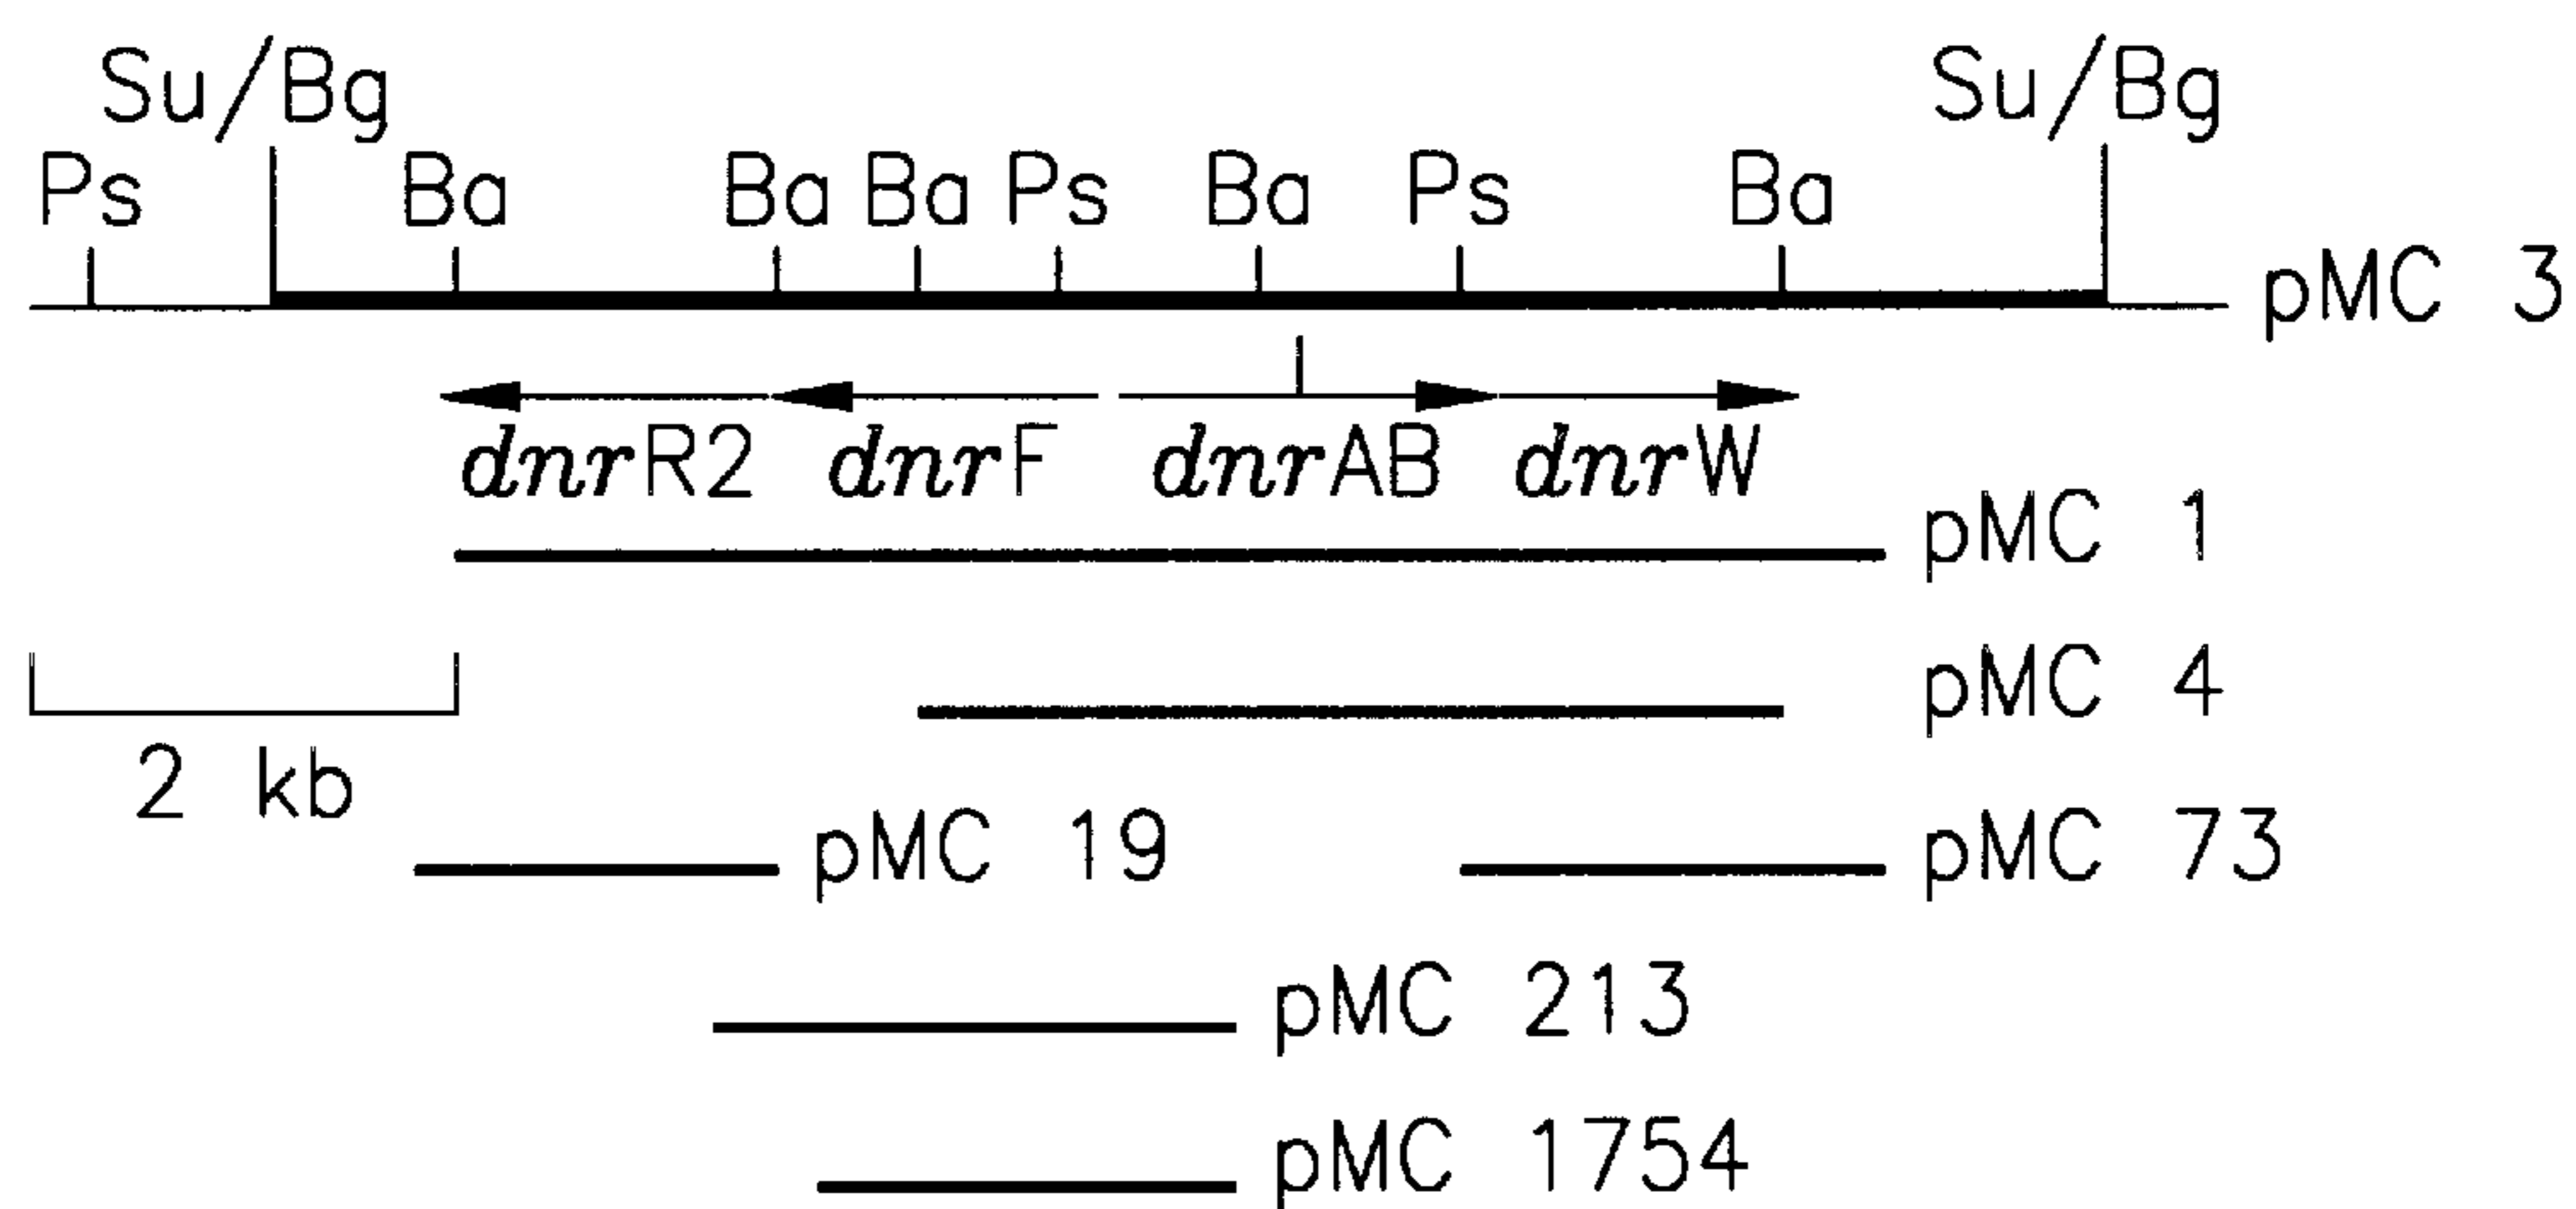 Su/Bg Su/Bg
Ps Ba Ba Ba Ps Ba Ps Ba
pMC 3
dnrR2 dnrF dnrAB dnrW
pMC 1
pMC 4
2 kb
pMC 19 pMC 73
pMC 213
pMC 1754